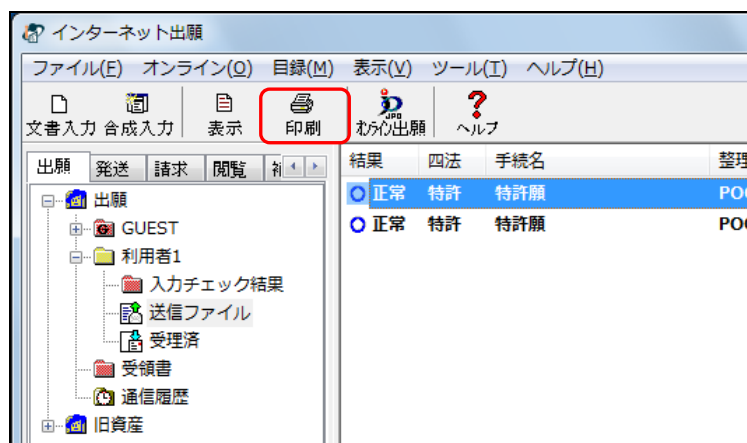 インターネット出願
ファイル(F) オンライン(O) 目録(M) 表示(V) ツール(T) ヘルプ(H)
文書入力 合成入力 表示 印刷 オンライン出願 ヘルプ
出願 発送 請求 閲覧
結果 四法 手続名 整理
出願
正常 特許 特許願
GUEST
正常 特許 特許願
利用者1
入力チェック結果
送信ファイル
受理済
受領書
通信履歴
旧資産